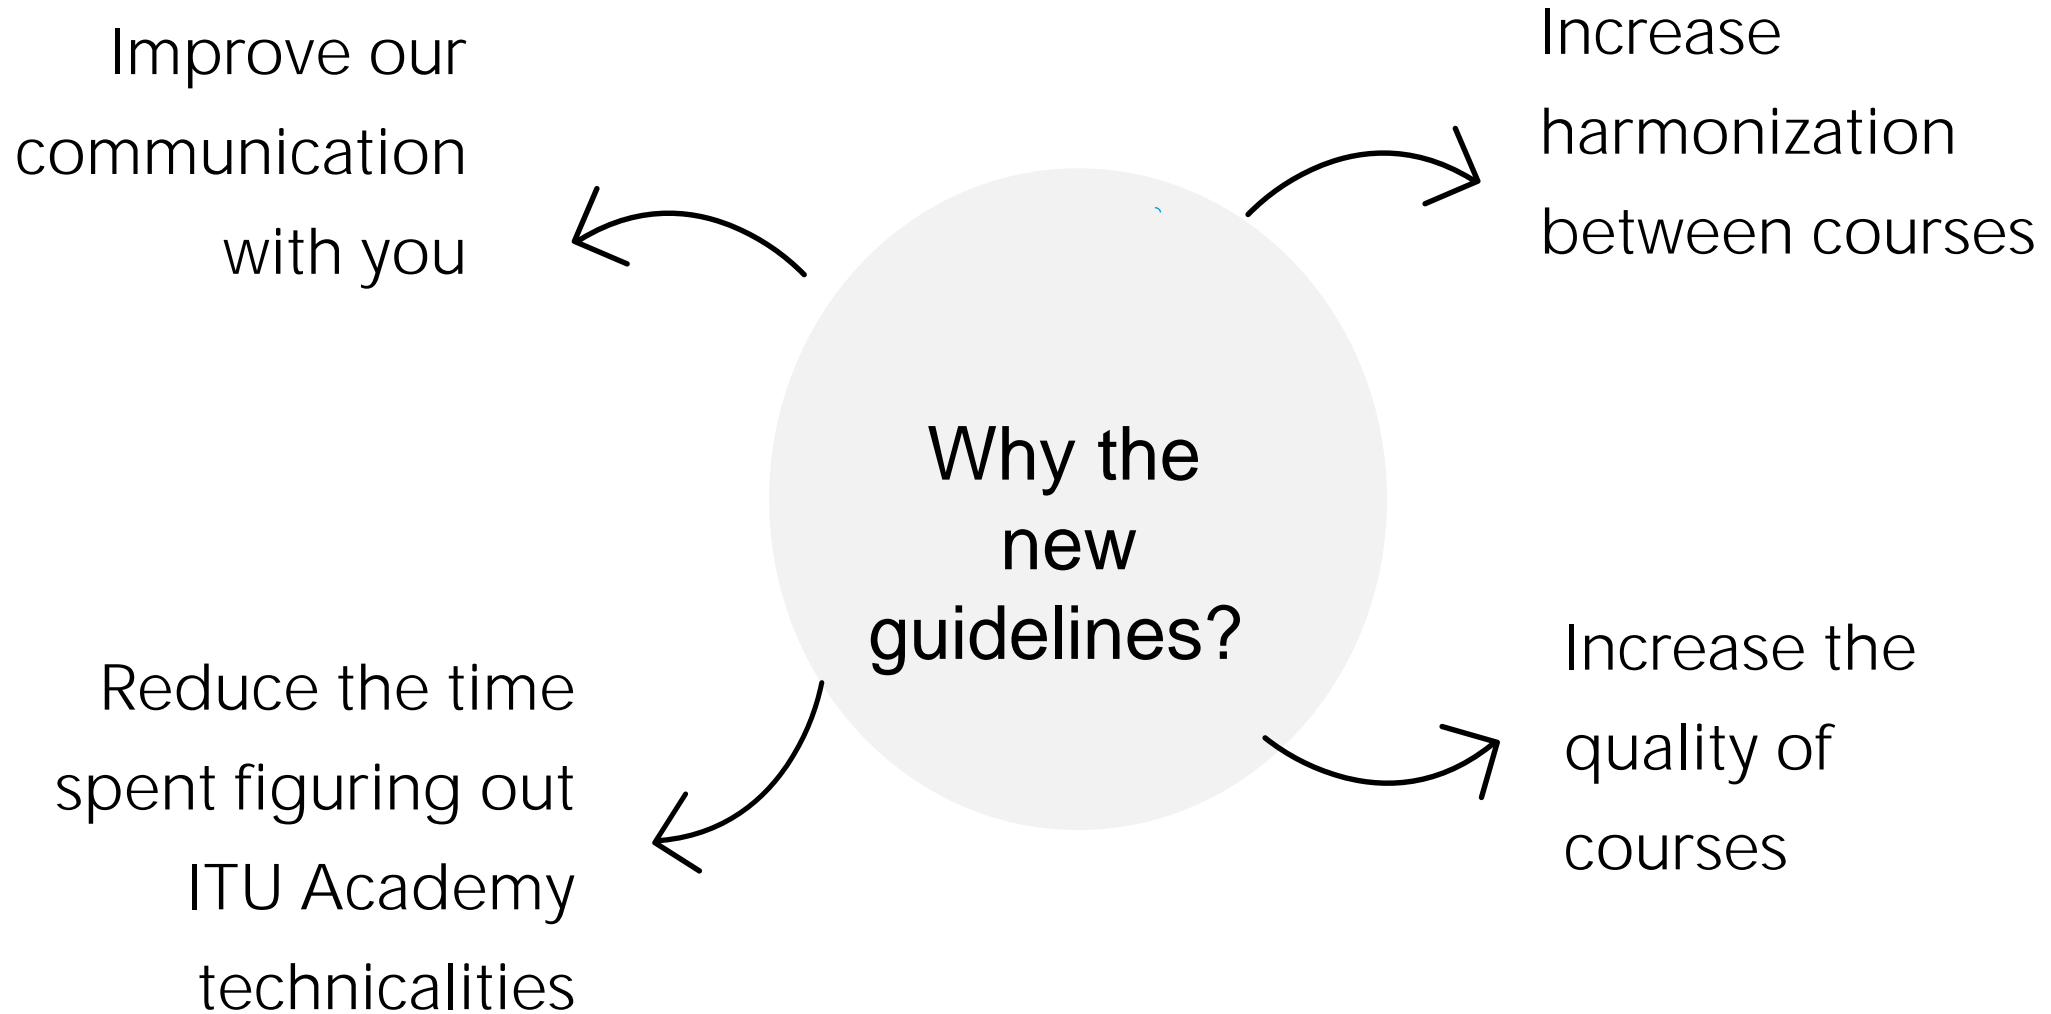 Improve our
communication
with you
Increase
harmonization
between courses
Why the
new
guidelines?
Reduce the time
spent figuring out
ITU Academy
technicalities
Increase the
quality of
courses